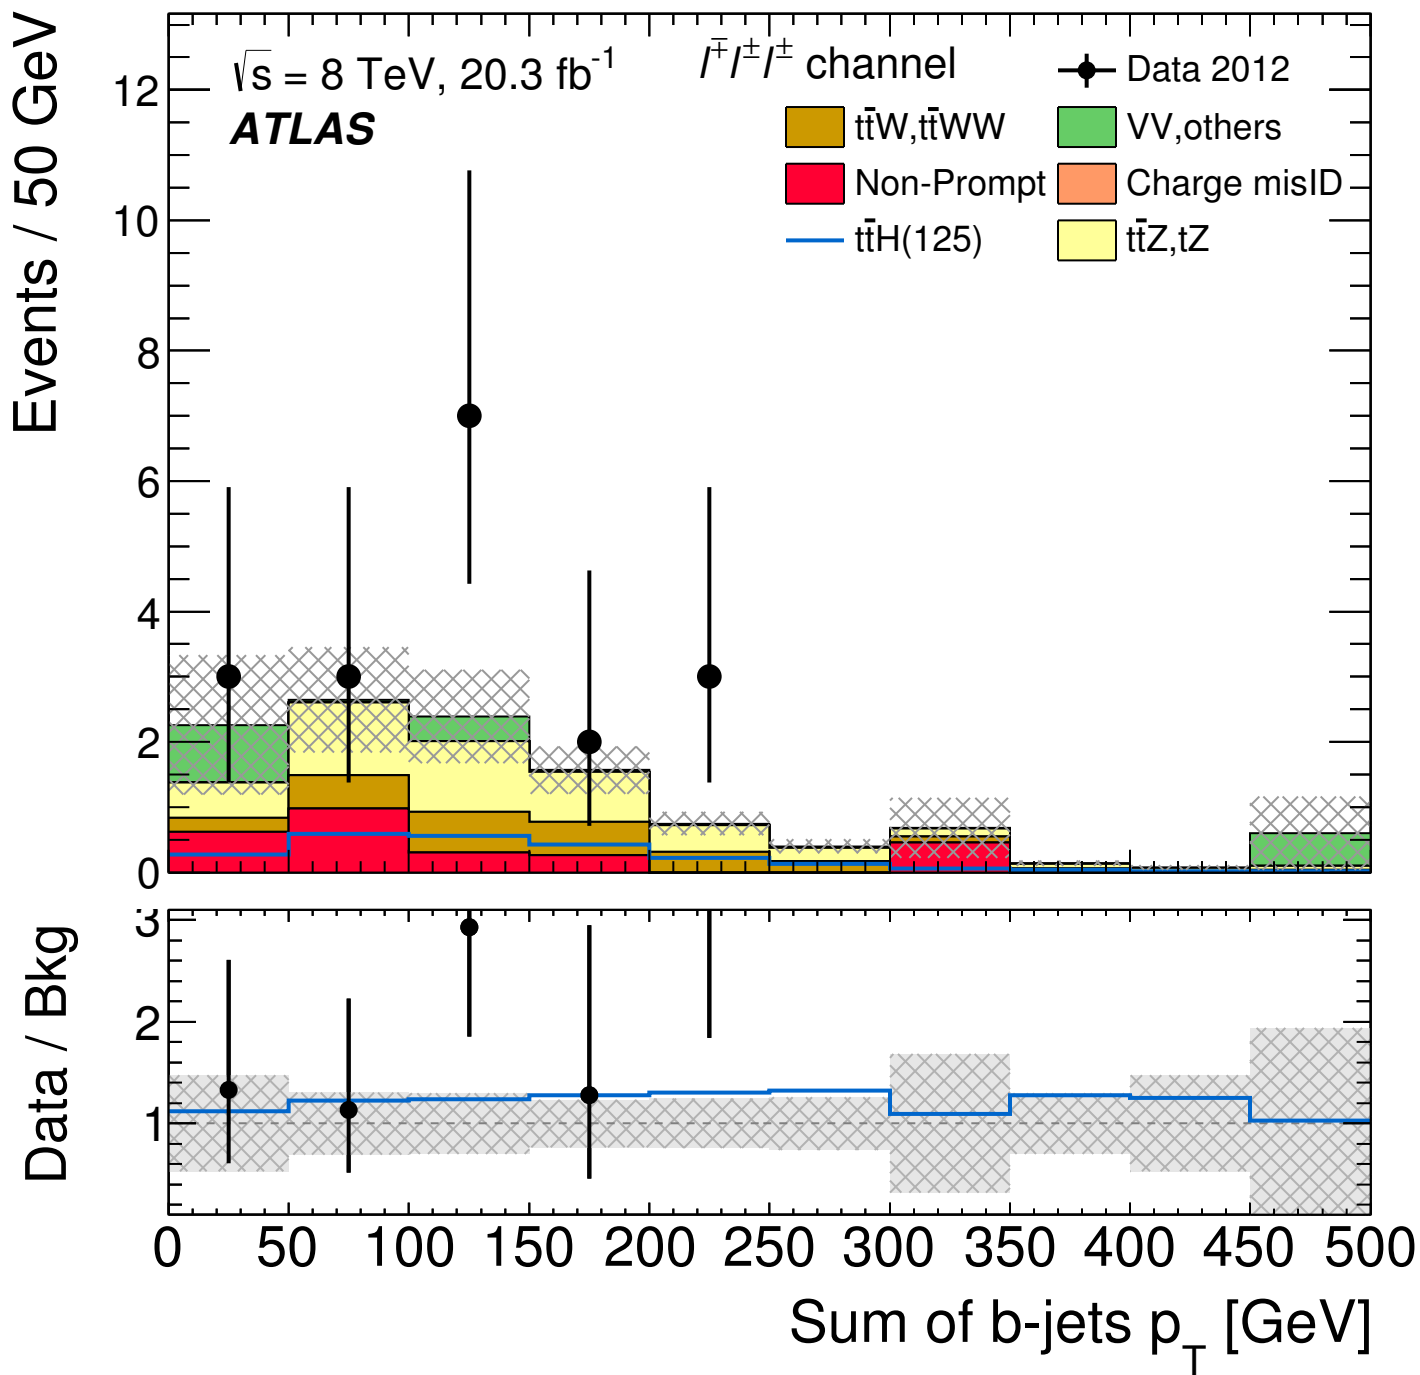 √s = 8 TeV, 20.3 fb⁻¹
ATLAS
l∓l±l± channel
Data 2012
tt̄W,tt̄WW
VV,others
Non-Prompt
Charge misID
tt̄H(125)
tt̄Z,tZ
Events / 50 GeV
12
10
8
6
4
2
0
Data / Bkg
3
2
1
0 50 100 150 200 250 300 350 400 450 500
Sum of b-jets p_T [GeV]